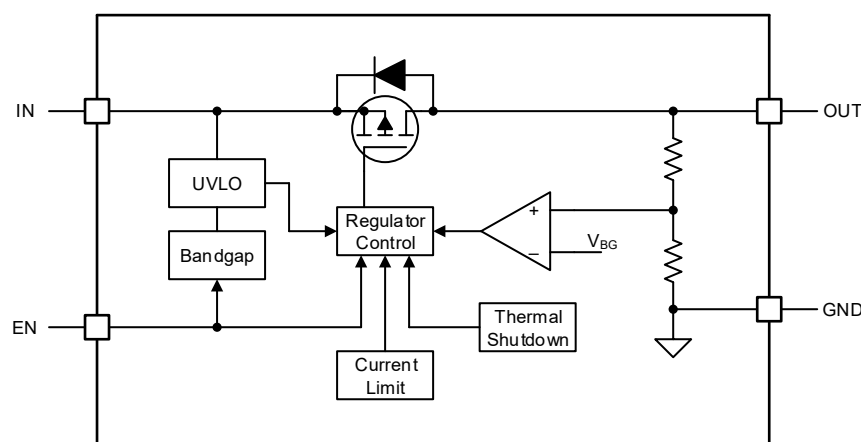 IN
OUT
UVLO
Regulator
Control
+
−
V_BG
Bandgap
EN
GND
Thermal
Shutdown
Current
Limit